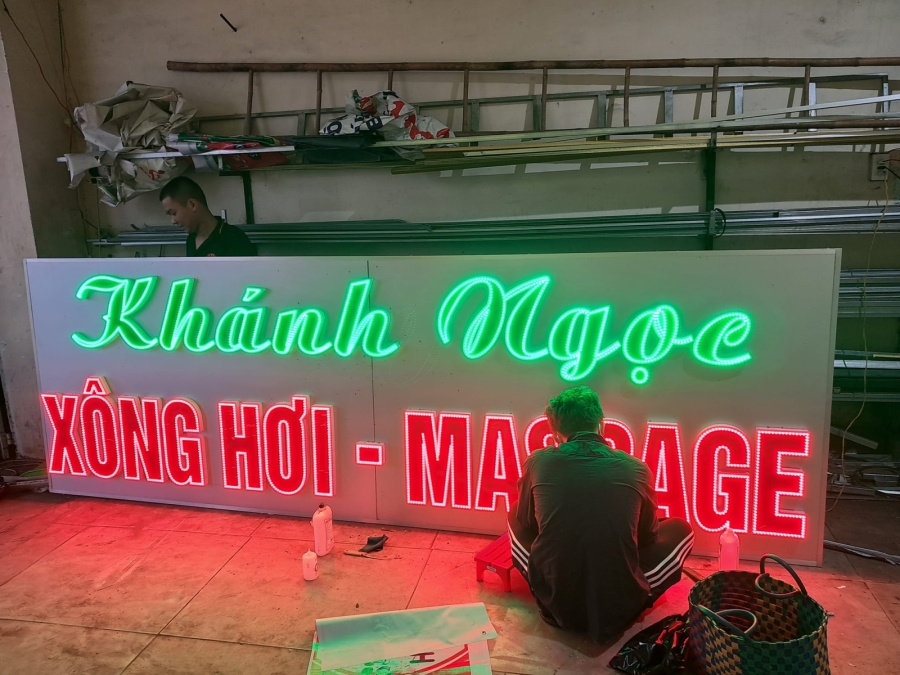 Khánh Ngọc
XÔNG HƠI - MASSAGE